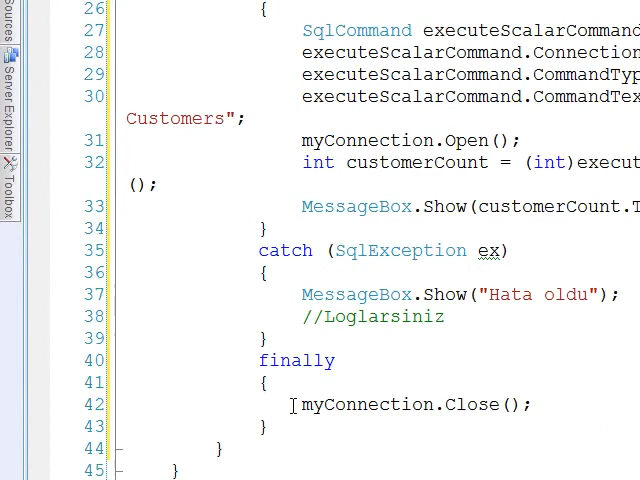 Sources
Server Explorer
Toolbox
26 {
27 SqlCommand executeScalarCommand
28 executeScalarCommand.Connection
29 executeScalarCommand.CommandTyp
30 executeScalarCommand.CommandTex
Customers";
31 myConnection.Open();
32 int customerCount = (int)execut
();
33 MessageBox.Show(customerCount.T
34 }
35 catch (SqlException ex)
36 {
37 MessageBox.Show("Hata oldu");
38 //Loglarsiniz
39 }
40 finally
41 {
42 myConnection.Close();
43 }
44 }
45 }